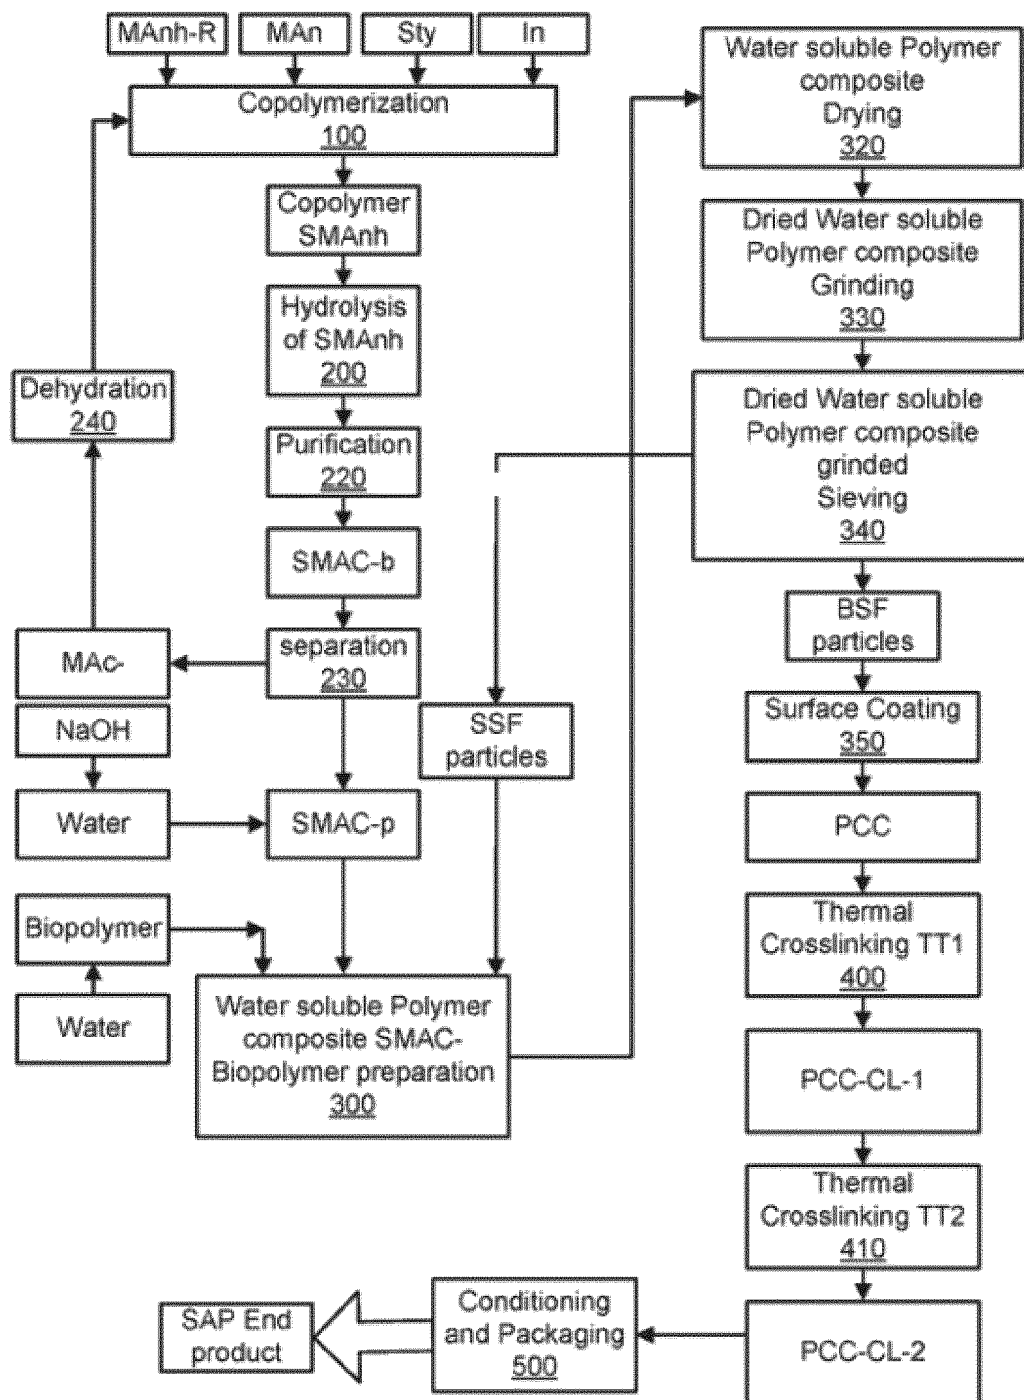 MAnh-R
MAn
Sty
In
Copolymerization
100
Copolymer
SMAnh
Hydrolysis
of SMAnh
200
Dehydration
240
Purification
220
SMAC-b
MAc-
separation
230
NaOH
SSF
particles
Water
SMAC-p
Biopolymer
Water
Water soluble Polymer
composite SMAC-
Biopolymer preparation
300
Water soluble Polymer
composite
Drying
320
Dried Water soluble
Polymer composite
Grinding
330
Dried Water soluble
Polymer composite
grinded
Sieving
340
BSF
particles
Surface Coating
350
PCC
Thermal
Crosslinking TT1
400
PCC-CL-1
Thermal
Crosslinking TT2
410
PCC-CL-2
Conditioning
and Packaging
500
SAP End
product